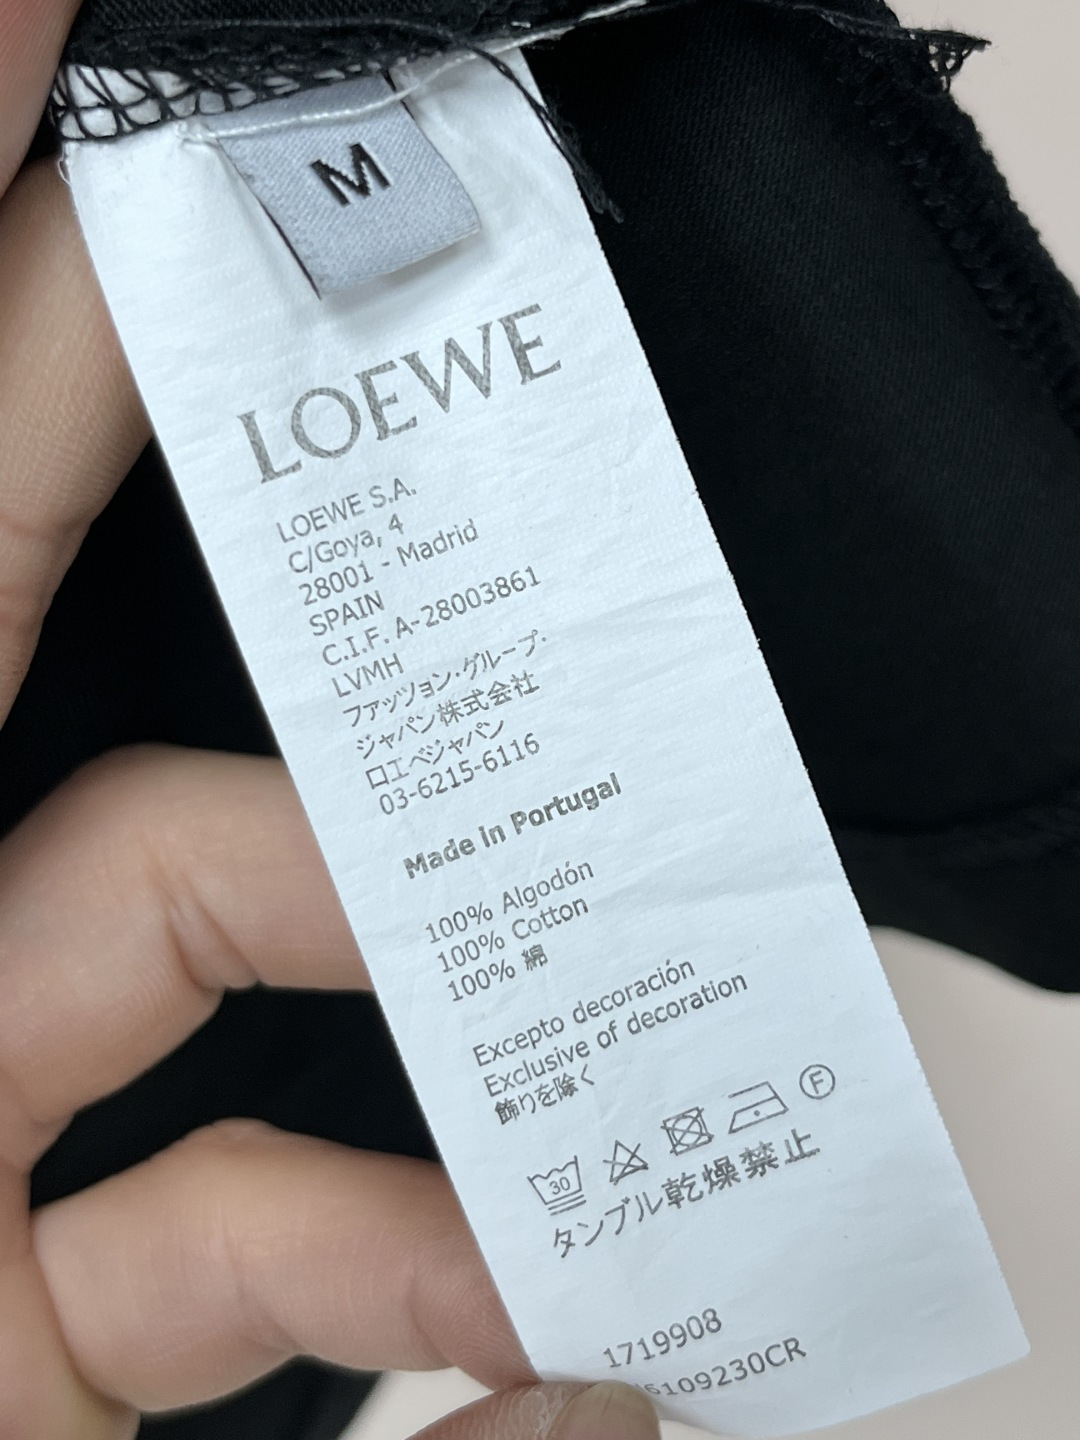 M
LOEWE
LOEWE S.A.
C/Goya, 4
28001 - Madrid
SPAIN
C.I.F. A-28003861
LVMH
ファッツョン·グループ·
ジャパン株式会社
ロエベジャパン
03-6215-6116
Made in Portugal
100% Algodón
100% Cotton
100% 綿
Excepto decoración
Exclusive of decoration
飾りを除く
30
F
タンブル乾燥禁止
1719908